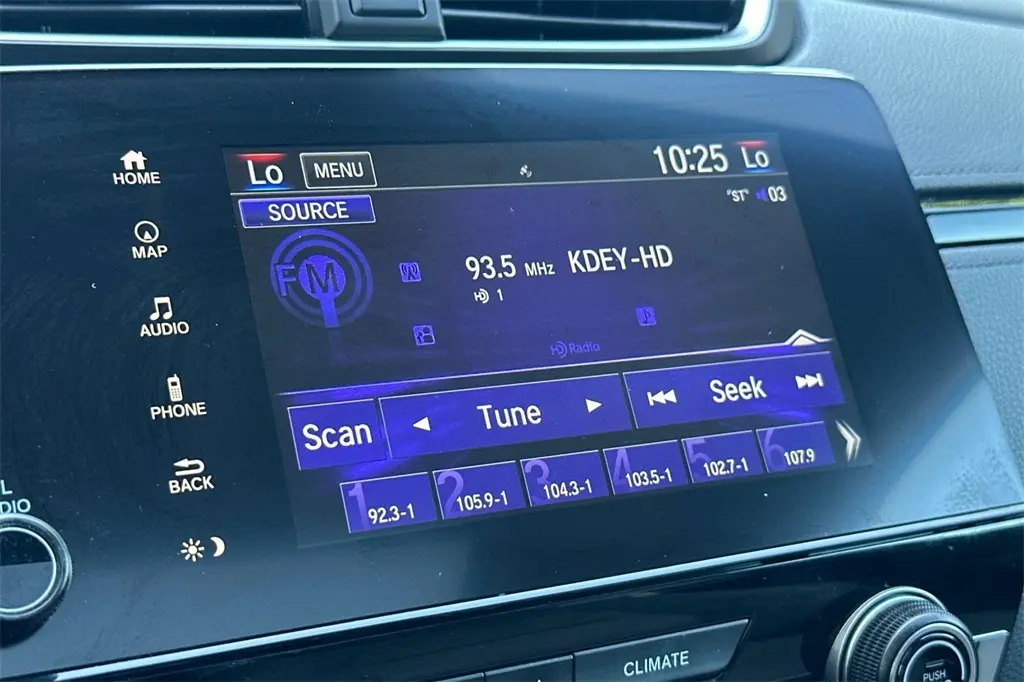 Lo MENU 10:25 Lo
SOURCE "ST" 03
FM 93.5 MHz KDEY-HD
HD 1
HD Radio
Scan Tune Seek
1 92.3-1 2 105.9-1 3 104.3-1 4 103.5-1 5 102.7-1 6 107.9
HOME
MAP
AUDIO
PHONE
BACK
CLIMATE
PUSH